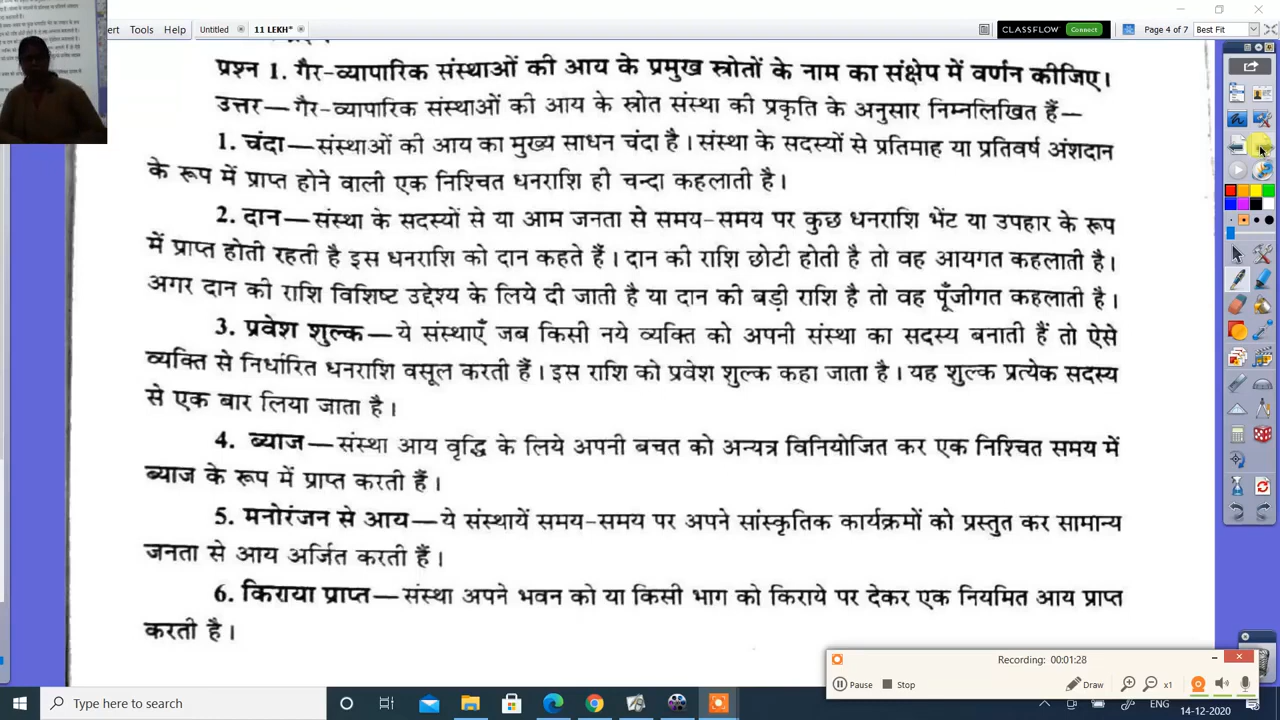 Tools Help
Untitled 11 LEKH*
CLASSFLOW Connect
Page 4 of 7 Best Fit
प्रश्न 1. गैर-व्यापारिक संस्थाओं की आय के प्रमुख स्त्रोतों के नाम का संक्षेप में वर्णन कीजिए।
उत्तर—गैर-व्यापारिक संस्थाओं की आय के स्त्रोत संस्था की प्रकृति के अनुसार निम्नलिखित हैं—
1. चंदा—संस्थाओं की आय का मुख्य साधन चंदा है। संस्था के सदस्यों से प्रतिमाह या प्रतिवर्ष अंशदान
के रूप में प्राप्त होने वाली एक निश्चित धनराशि ही चन्दा कहलाती है।
2. दान—संस्था के सदस्यों से या आम जनता से समय-समय पर कुछ धनराशि भेंट या उपहार के रूप
में प्राप्त होती रहती है इस धनराशि को दान कहते हैं। दान की राशि छोटी होती है तो वह आयगत कहलाती है।
अगर दान की राशि विशिष्ट उद्देश्य के लिये दी जाती है या दान की बड़ी राशि है तो वह पूँजीगत कहलाती है।
3. प्रवेश शुल्क—ये संस्थाएँ जब किसी नये व्यक्ति को अपनी संस्था का सदस्य बनाती हैं तो ऐसे
व्यक्ति से निर्धारित धनराशि वसूल करती हैं। इस राशि को प्रवेश शुल्क कहा जाता है। यह शुल्क प्रत्येक सदस्य
से एक बार लिया जाता है।
4. ब्याज—संस्था आय वृद्धि के लिये अपनी बचत को अन्यत्र विनियोजित कर एक निश्चित समय में
ब्याज के रूप में प्राप्त करती हैं।
5. मनोरंजन से आय—ये संस्थायें समय-समय पर अपने सांस्कृतिक कार्यक्रमों को प्रस्तुत कर सामान्य
जनता से आय अर्जित करती हैं।
6. किराया प्राप्त—संस्था अपने भवन को या किसी भाग को किराये पर देकर एक नियमित आय प्राप्त
करती है।
Recording: 00:01:28
Pause Stop Draw x1
Type here to search
ENG
14-12-2020